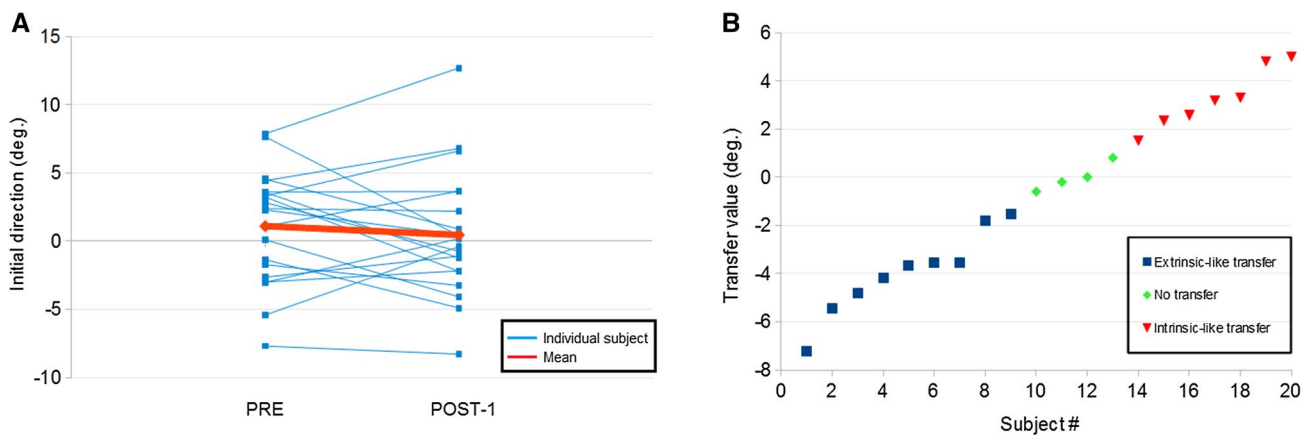 A
15
10
5
0
-5
-10
Initial direction (deg.)
PRE
POST-1
Individual subject
Mean
B
6
4
2
0
-2
-4
-6
-8
Transfer value (deg.)
0 2 4 6 8 10 12 14 16 18 20
Subject #
Extrinsic-like transfer
No transfer
Intrinsic-like transfer